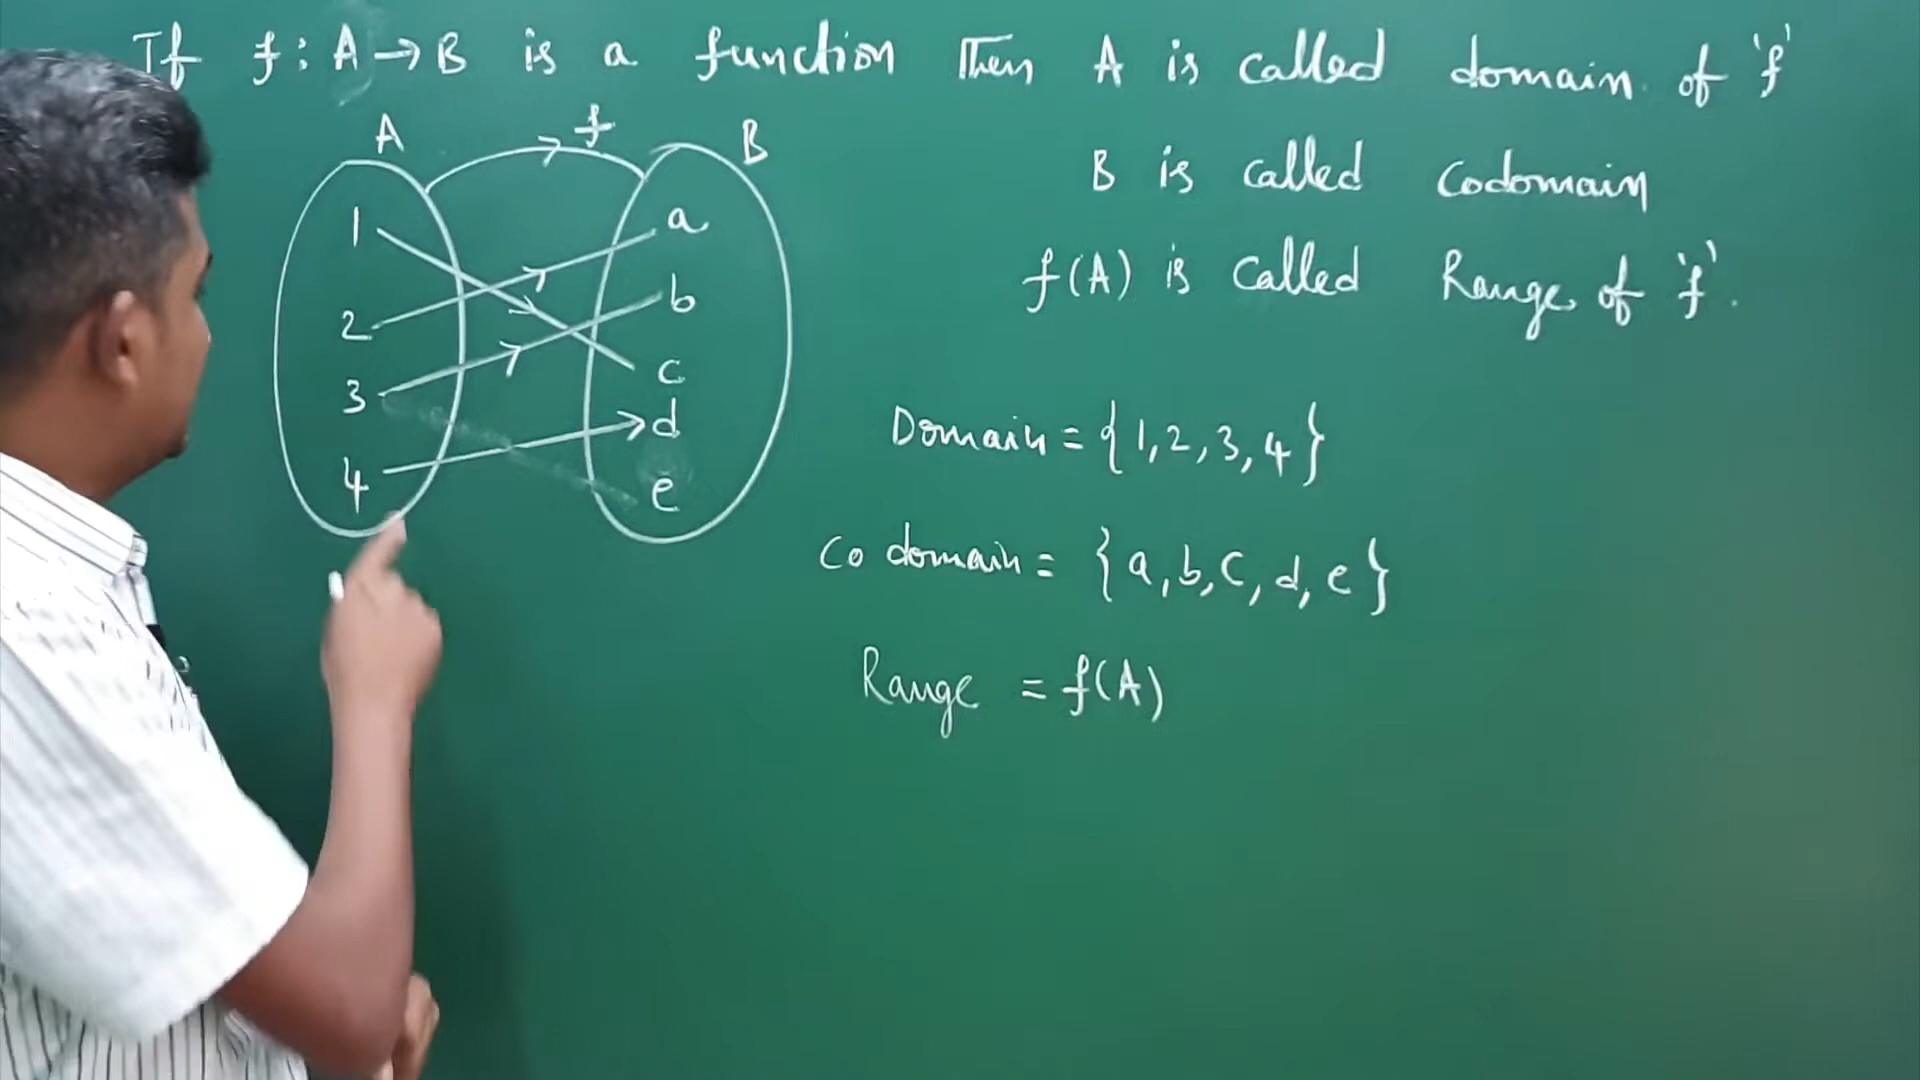 If f : A → B is a function Then A is called domain of 'f'
B is called Codomain
f(A) is called Range of 'f'.
A f B
1 a
2 b
3 c
4 d
e
Domain = {1, 2, 3, 4}
Co domain = {a, b, c, d, e}
Range = f(A)